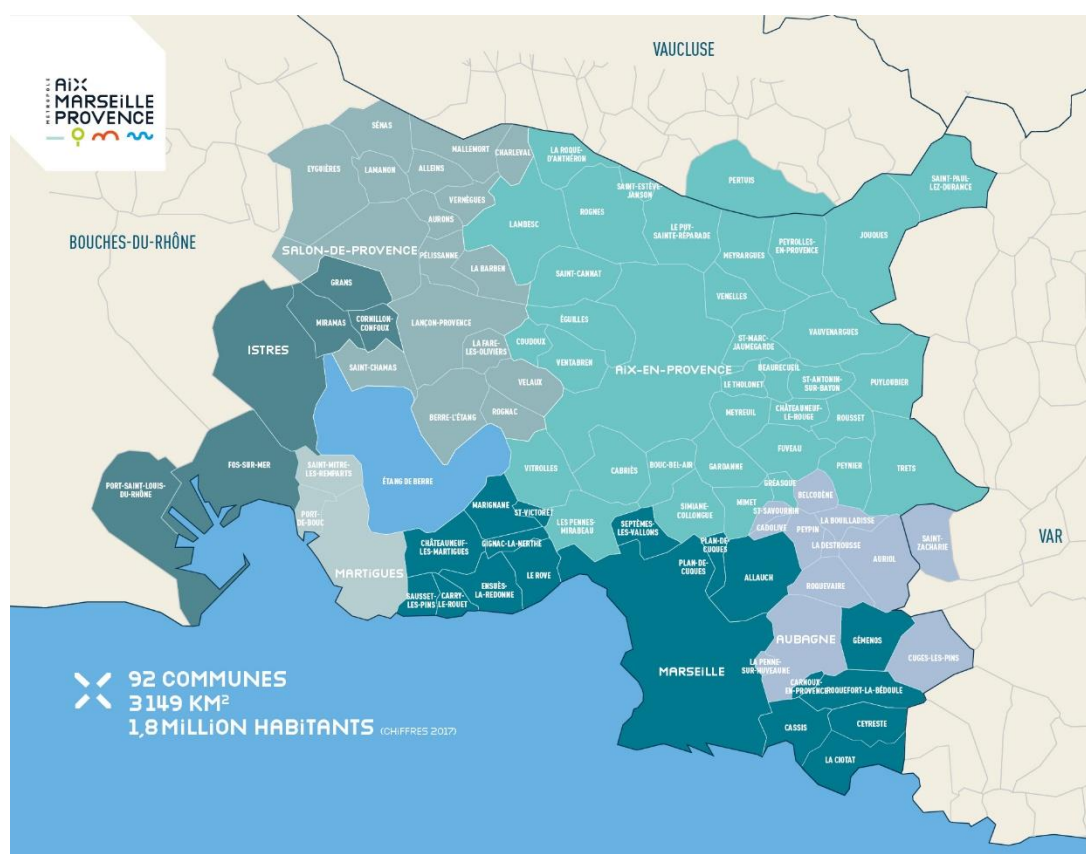 MÉTROPOLE
AIX
MARSEILLE
PROVENCE
VAUCLUSE
BOUCHES-DU-RHÔNE
VAR
SÉNAS
MALLEMORT
CHARLEVAL
EYGUIÈRES
LAMANON
ALLEINS
VERNÈGUES
AURONS
SALON-DE-PROVENCE
PÉLISSANNE
LA BARBEN
LANÇON-PROVENCE
LA FARE-
LES-OLIVIERS
SAINT-CHAMAS
VELAUX
BERRE-L'ÉTANG
ROGNAC
GRANS
MIRAMAS
CORNILLON-
CONFOUX
ISTRES
FOS-SUR-MER
PORT-SAINT-LOUIS-
DU-RHÔNE
SAINT-MITRE-
LES-REMPARTS
PORT-
DE-BOUC
MARTIGUES
ÉTANG DE BERRE
LA ROQUE-
D'ANTHÉRON
SAINT-ESTÈVE-
JANSON
PERTUIS
SAINT-PAUL-
LEZ-DURANCE
LAMBESC
ROGNES
LE PUY-
SAINTE-RÉPARADE
MEYRARGUES
PEYROLLES-
EN-PROVENCE
JOUQUES
SAINT-CANNAT
VENELLES
ÉGUILLES
COUDOUX
VENTABREN
ST-MARC-
JAUMEGARDE
VAUVENARGUES
AIX-EN-PROVENCE
BEAURECUEIL
LE THOLONET
ST-ANTONIN-
SUR-BAYON
PUYLOUBIER
MEYREUIL
CHÂTEAUNEUF-
LE-ROUGE
ROUSSET
FUVEAU
VITROLLES
CABRIÈS
BOUC-BEL-AIR
GARDANNE
PEYNIER
TRETS
GRÉASQUE
MIMET
SIMIANE-
COLLONGUE
LES PENNES-
MIRABEAU
BELCODÈNE
ST-SAVOURNIN
CADOLIVE
PEYPIN
LA BOUILLADISSE
LA DESTROUSSE
AURIOL
SAINT-
ZACHARIE
ROQUEVAIRE
AUBAGNE
LA PENNE-
SUR-HUVEAUNE
CUGES-LES-PINS
MARIGNANE
ST-VICTORET
CHÂTEAUNEUF-
LES-MARTIGUES
GIGNAC-LA-NERTHE
LE ROVE
ENSUÈS-
LA-REDONNE
SAUSSET-
LES-PINS
CARRY-
LE-ROUET
SEPTÈMES-
LES-VALLONS
PLAN-DE-
CUQUES
PLAN-DE-
CUQUES
ALLAUCH
MARSEILLE
GÉMENOS
CARNOUX-
EN-PROVENCE
ROQUEFORT-LA-BÉDOULE
CASSIS
CEYRESTE
LA CIOTAT
92 COMMUNES
3149 KM²
1,8 MILLION HABITANTS (CHIFFRES 2017)